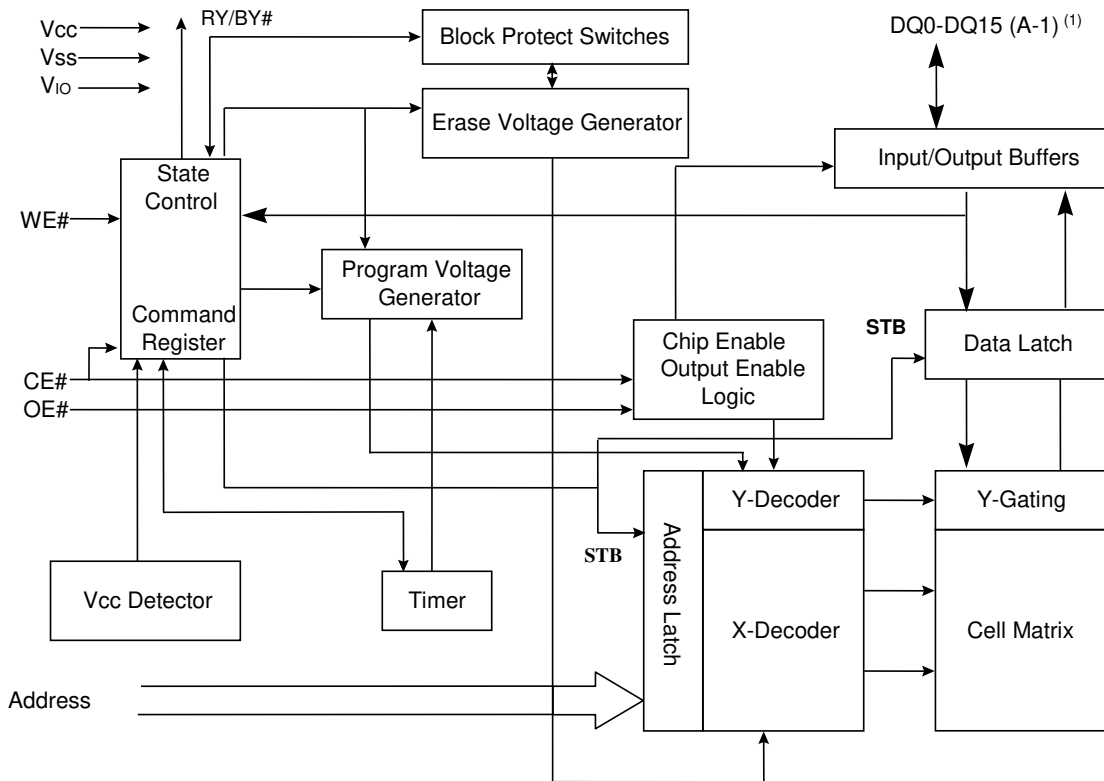 Vcc
Vss
VIO
RY/BY#
Block Protect Switches
DQ0-DQ15 (A-1) (1)
Erase Voltage Generator
Input/Output Buffers
State
Control
WE#
Program Voltage
Generator
Command
Register
STB
Chip Enable
Output Enable
Logic
Data Latch
CE#
OE#
Address Latch
Y-Decoder
Y-Gating
STB
Vcc Detector
Timer
X-Decoder
Cell Matrix
Address